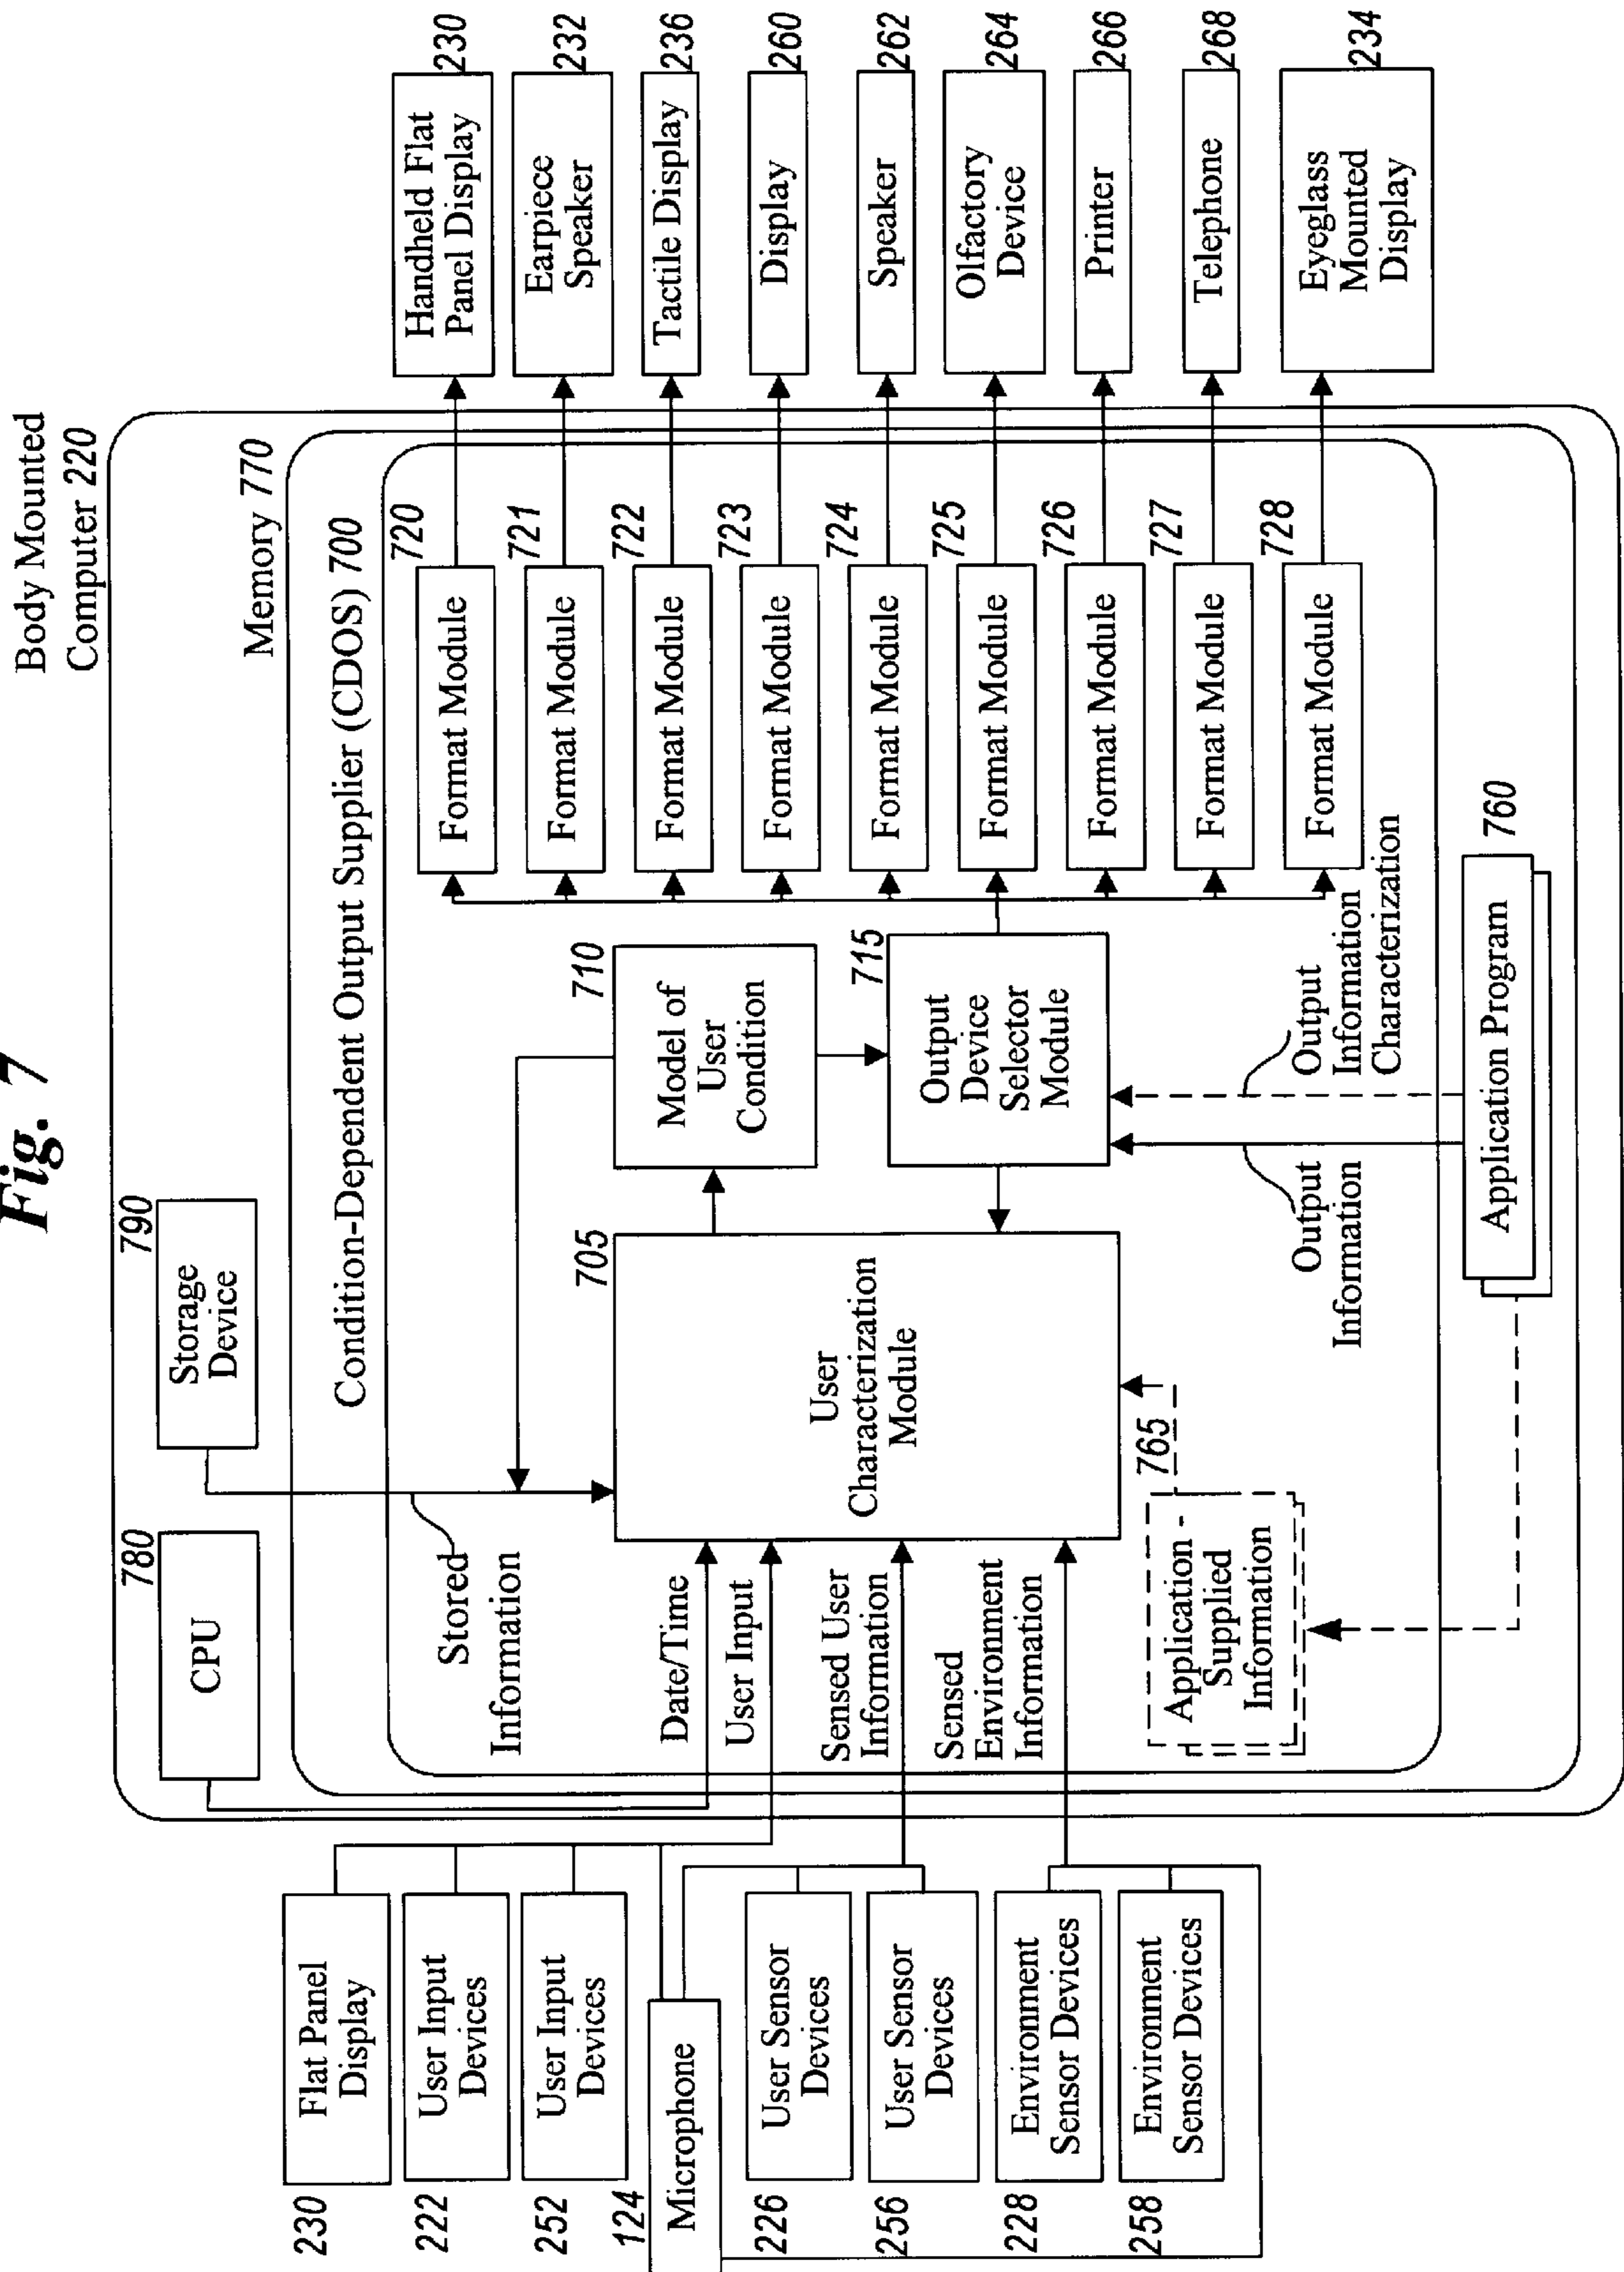 Fig. 7
Body Mounted
Computer 220
Memory 770
Condition-Dependent Output Supplier (CDOS) 700
CPU
780
Storage
Device
790
Stored
Information
Date/Time
User Input
Sensed User
Information
Sensed
Environment
Information
Flat Panel
Display
230
User Input
Devices
222
User Input
Devices
252
Microphone
124
User Sensor
Devices
226
User Sensor
Devices
256
Environment
Sensor Devices
228
Environment
Sensor Devices
258
User
Characterization
Module
705
Model of
User
Condition
710
Output
Device
Selector
Module
715
Application -
Supplied
Information
765
Output
Information
Output
Information
Characterization
Application Program
760
Format Module
720
Format Module
721
Format Module
722
Format Module
723
Format Module
724
Format Module
725
Format Module
726
Format Module
727
Format Module
728
Handheld Flat
Panel Display
230
Earpiece
Speaker
232
Tactile Display
236
Display
260
Speaker
262
Olfactory
Device
264
Printer
266
Telephone
268
Eyeglass
Mounted
Display
234